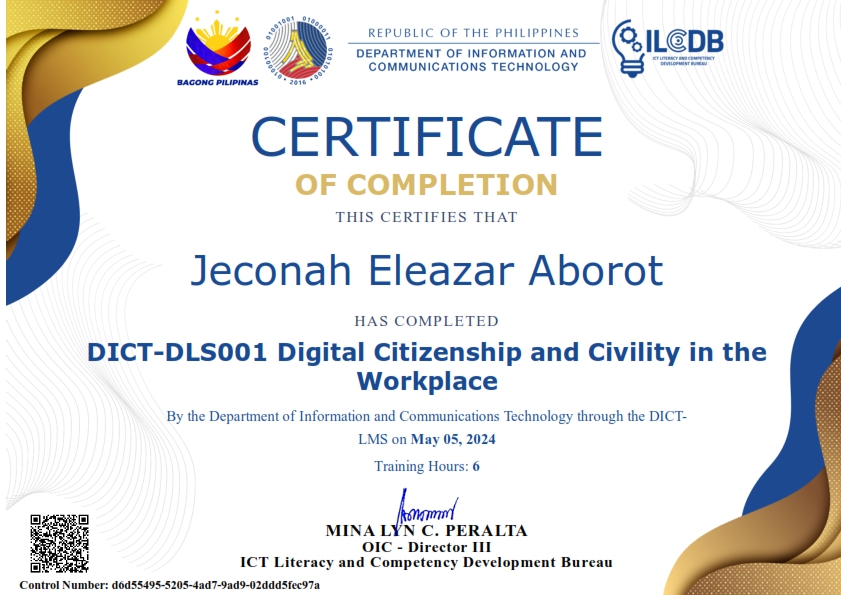 BAGONG PILIPINAS
01001001 01000011 01010100
2016
REPUBLIC OF THE PHILIPPINES
DEPARTMENT OF INFORMATION AND
COMMUNICATIONS TECHNOLOGY
ILCDB
ICT LITERACY AND COMPETENCY
DEVELOPMENT BUREAU
CERTIFICATE
OF COMPLETION
THIS CERTIFIES THAT
Jeconah Eleazar Aborot
HAS COMPLETED
DICT-DLS001 Digital Citizenship and Civility in the
Workplace
By the Department of Information and Communications Technology through the DICT-
LMS on May 05, 2024
Training Hours: 6
MINA LYN C. PERALTA
OIC - Director III
ICT Literacy and Competency Development Bureau
Control Number: d6d55495-5205-4ad7-9ad9-02ddd5fec97a